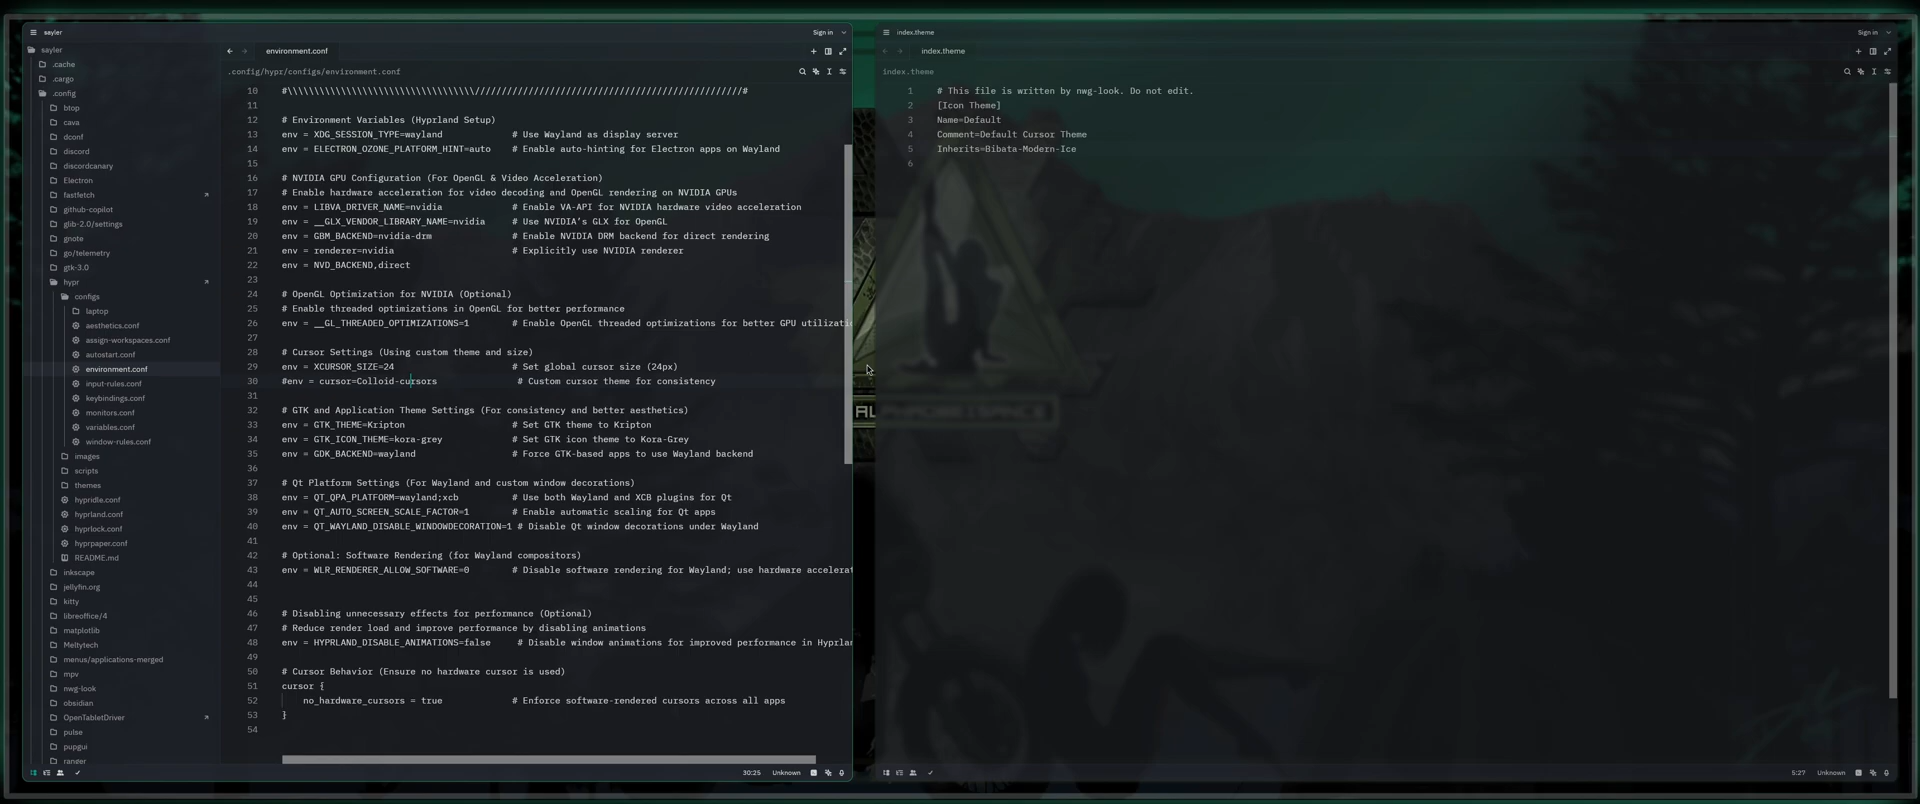 sayler
Sign in
sayler
.cache
.cargo
.config
btop
cava
dconf
discord
discordcanary
Electron
fastfetch
github-copilot
glib-2.0/settings
gnote
go/telemetry
gtk-3.0
hypr
configs
laptop
aesthetics.conf
assign-workspaces.conf
autostart.conf
environment.conf
input-rules.conf
keybindings.conf
monitors.conf
variables.conf
window-rules.conf
images
scripts
themes
hypridle.conf
hyprland.conf
hyprlock.conf
hyprpaper.conf
README.md
inkscape
jellyfin.org
kitty
libreoffice/4
matplotlib
Meltytech
menus/applications-merged
mpv
nwg-look
obsidian
OpenTabletDriver
pulse
pupgui
ranger
environment.conf
.config/hypr/configs/environment.conf
10 #\\\\\\\\\\\\\\\\\\\\\\\\\\\\\\\\\\\\//////////////////////////////////////////////////#
11
12 # Environment Variables (Hyprland Setup)
13 env = XDG_SESSION_TYPE=wayland # Use Wayland as display server
14 env = ELECTRON_OZONE_PLATFORM_HINT=auto # Enable auto-hinting for Electron apps on Wayland
15
16 # NVIDIA GPU Configuration (For OpenGL & Video Acceleration)
17 # Enable hardware acceleration for video decoding and OpenGL rendering on NVIDIA GPUs
18 env = LIBVA_DRIVER_NAME=nvidia # Enable VA-API for NVIDIA hardware video acceleration
19 env = __GLX_VENDOR_LIBRARY_NAME=nvidia # Use NVIDIA’s GLX for OpenGL
20 env = GBM_BACKEND=nvidia-drm # Enable NVIDIA DRM backend for direct rendering
21 env = renderer=nvidia # Explicitly use NVIDIA renderer
22 env = NVD_BACKEND,direct
23
24 # OpenGL Optimization for NVIDIA (Optional)
25 # Enable threaded optimizations in OpenGL for better performance
26 env = __GL_THREADED_OPTIMIZATIONS=1 # Enable OpenGL threaded optimizations for better GPU utilizatio
27
28 # Cursor Settings (Using custom theme and size)
29 env = XCURSOR_SIZE=24 # Set global cursor size (24px)
30 #env = cursor=Colloid-cursors # Custom cursor theme for consistency
31
32 # GTK and Application Theme Settings (For consistency and better aesthetics)
33 env = GTK_THEME=Kripton # Set GTK theme to Kripton
34 env = GTK_ICON_THEME=kora-grey # Set GTK icon theme to Kora-Grey
35 env = GDK_BACKEND=wayland # Force GTK-based apps to use Wayland backend
36
37 # Qt Platform Settings (For Wayland and custom window decorations)
38 env = QT_QPA_PLATFORM=wayland;xcb # Use both Wayland and XCB plugins for Qt
39 env = QT_AUTO_SCREEN_SCALE_FACTOR=1 # Enable automatic scaling for Qt apps
40 env = QT_WAYLAND_DISABLE_WINDOWDECORATION=1 # Disable Qt window decorations under Wayland
41
42 # Optional: Software Rendering (for Wayland compositors)
43 env = WLR_RENDERER_ALLOW_SOFTWARE=0 # Disable software rendering for Wayland; use hardware accelerat
44
45
46 # Disabling unnecessary effects for performance (Optional)
47 # Reduce render load and improve performance by disabling animations
48 env = HYPRLAND_DISABLE_ANIMATIONS=false # Disable window animations for improved performance in Hyprlan
49
50 # Cursor Behavior (Ensure no hardware cursor is used)
51 cursor {
52 no_hardware_cursors = true # Enforce software-rendered cursors across all apps
53 }
54
30:25 Unknown
AL
index.theme
Sign in
index.theme
index.theme
1 # This file is written by nwg-look. Do not edit.
2 [Icon Theme]
3 Name=Default
4 Comment=Default Cursor Theme
5 Inherits=Bibata-Modern-Ice
6
5:27 Unknown